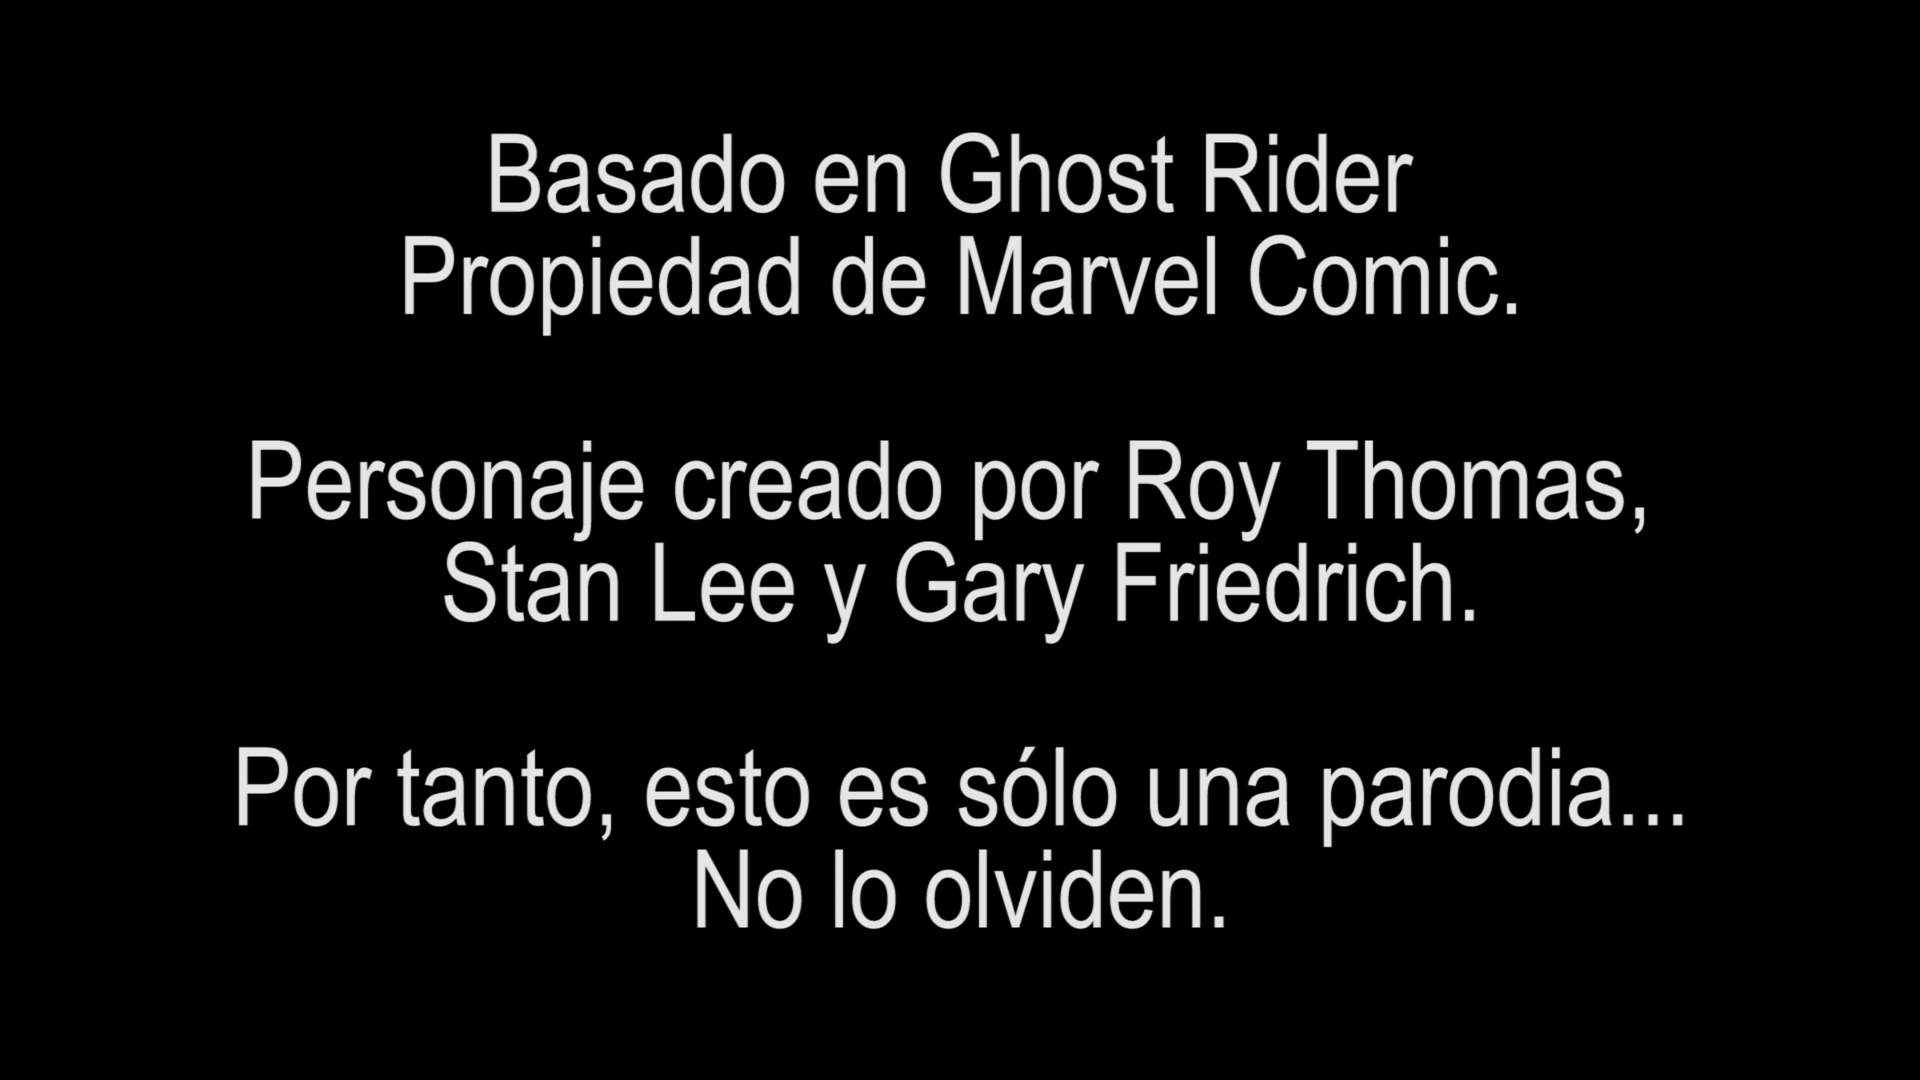 Basado en Ghost Rider
Propiedad de Marvel Comic.
Personaje creado por Roy Thomas,
Stan Lee y Gary Friedrich.
Por tanto, esto es sólo una parodia...
No lo olviden.